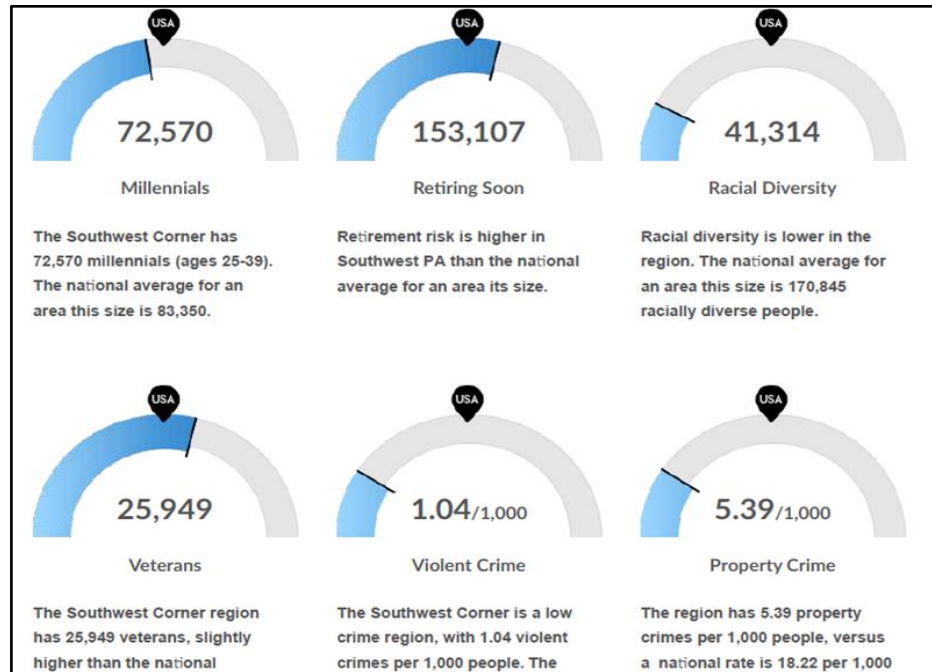 USA
72,570
Millennials
The Southwest Corner has
72,570 millennials (ages 25-39).
The national average for an
area this size is 83,350.
USA
153,107
Retiring Soon
Retirement risk is higher in
Southwest PA than the national
average for an area its size.
USA
41,314
Racial Diversity
Racial diversity is lower in the
region. The national average for
an area this size is 170,845
racially diverse people.
USA
25,949
Veterans
The Southwest Corner region
has 25,949 veterans, slightly
higher than the national
USA
1.04/1,000
Violent Crime
The Southwest Corner is a low
crime region, with 1.04 violent
crimes per 1,000 people. The
USA
5.39/1,000
Property Crime
The region has 5.39 property
crimes per 1,000 people, versus
a national rate is 18.22 per 1,000